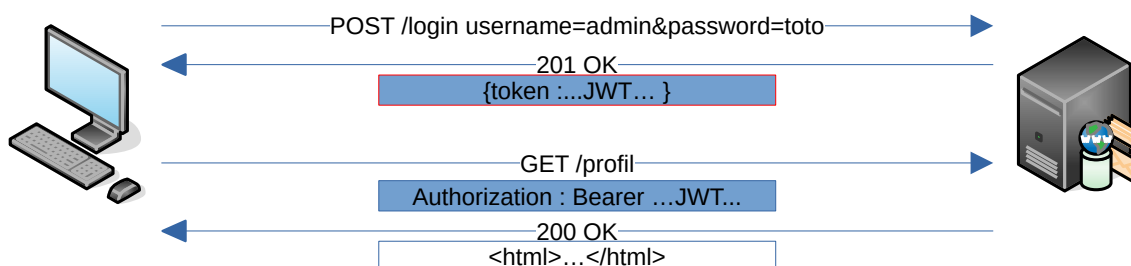 POST /login username=admin&password=toto
201 OK
{token :...JWT… }
GET /profil
Authorization : Bearer …JWT...
200 OK
<html>…</html>